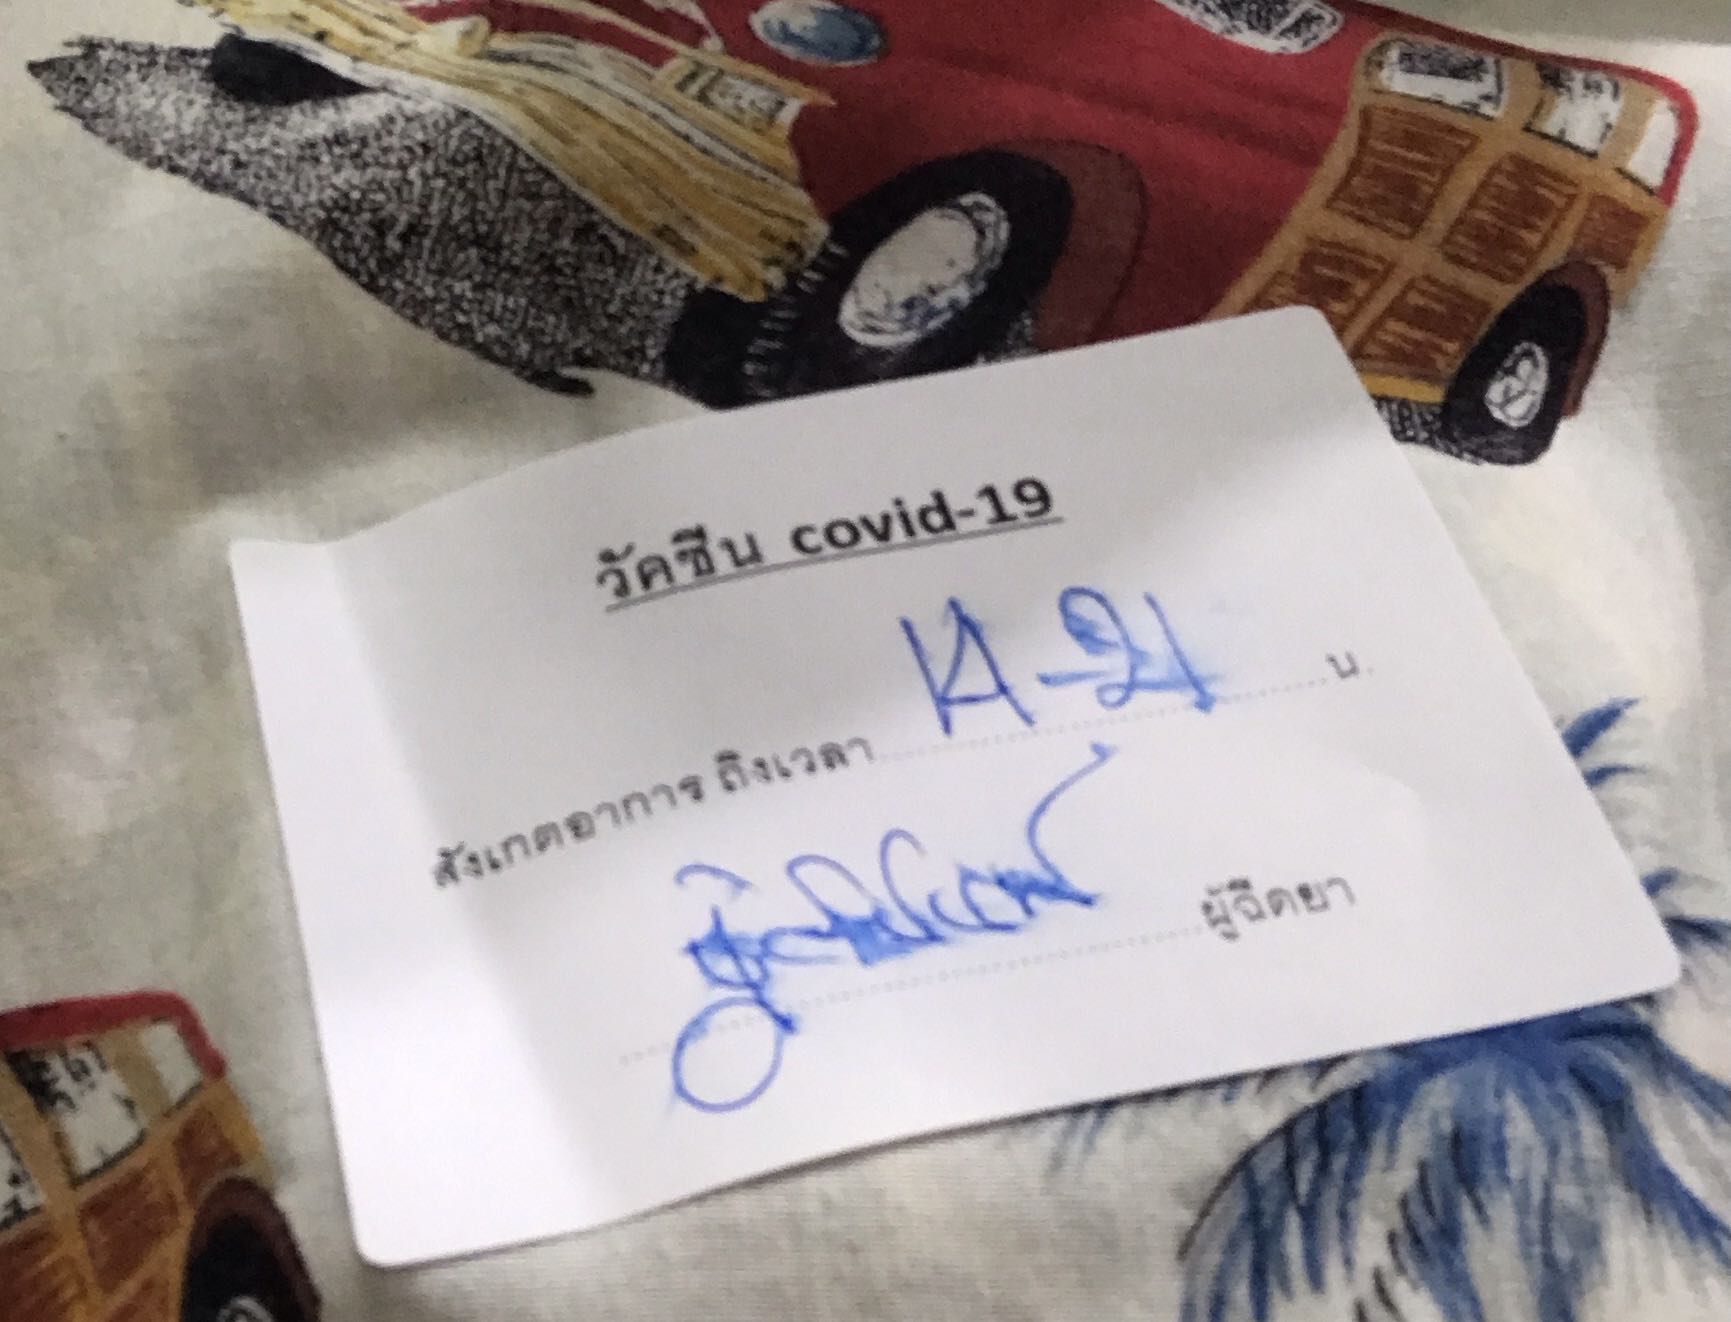 วัคซีน covid-19
สังเกตอาการ ถึงเวลา 14-21 น.
ผู้ฉีดยา